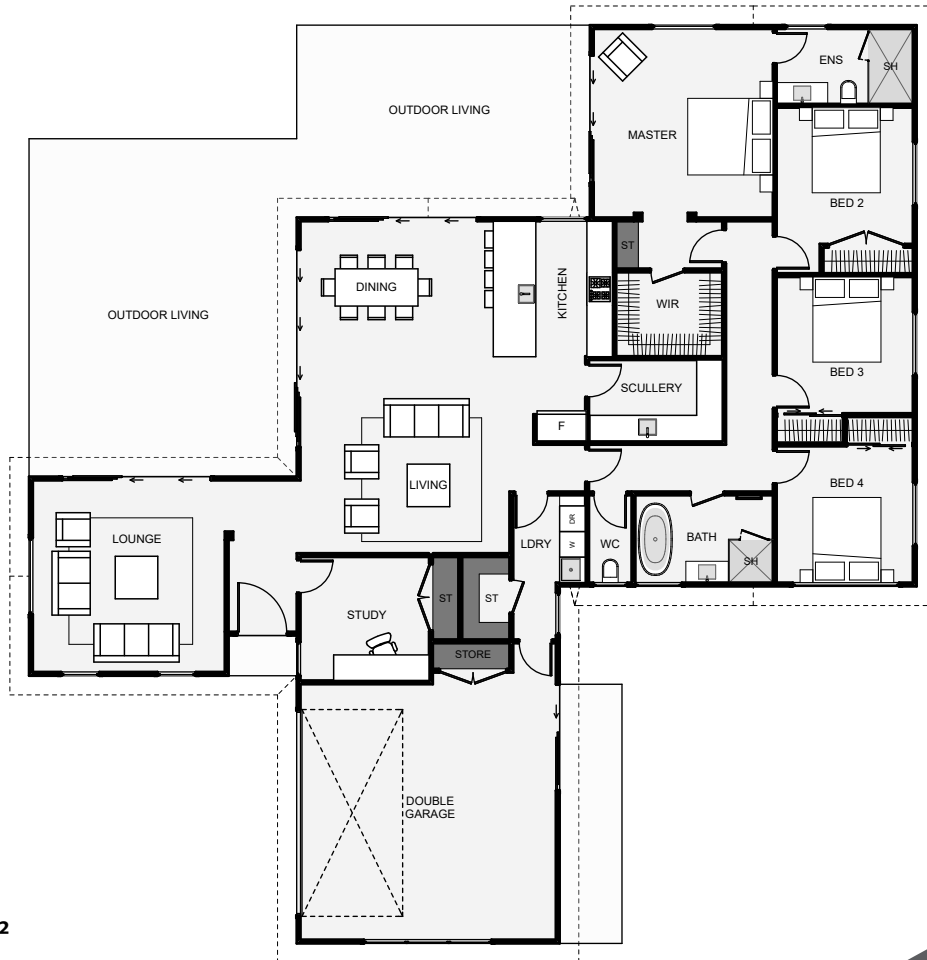 ENS
SH
OUTDOOR LIVING
MASTER
BED 2
ST
DINING
KITCHEN
WIR
OUTDOOR LIVING
BED 3
SCULLERY
F
LIVING
BED 4
LOUNGE
LDRY
DR
W
WC
BATH
SH
STUDY
ST
ST
STORE
DOUBLE
GARAGE
2